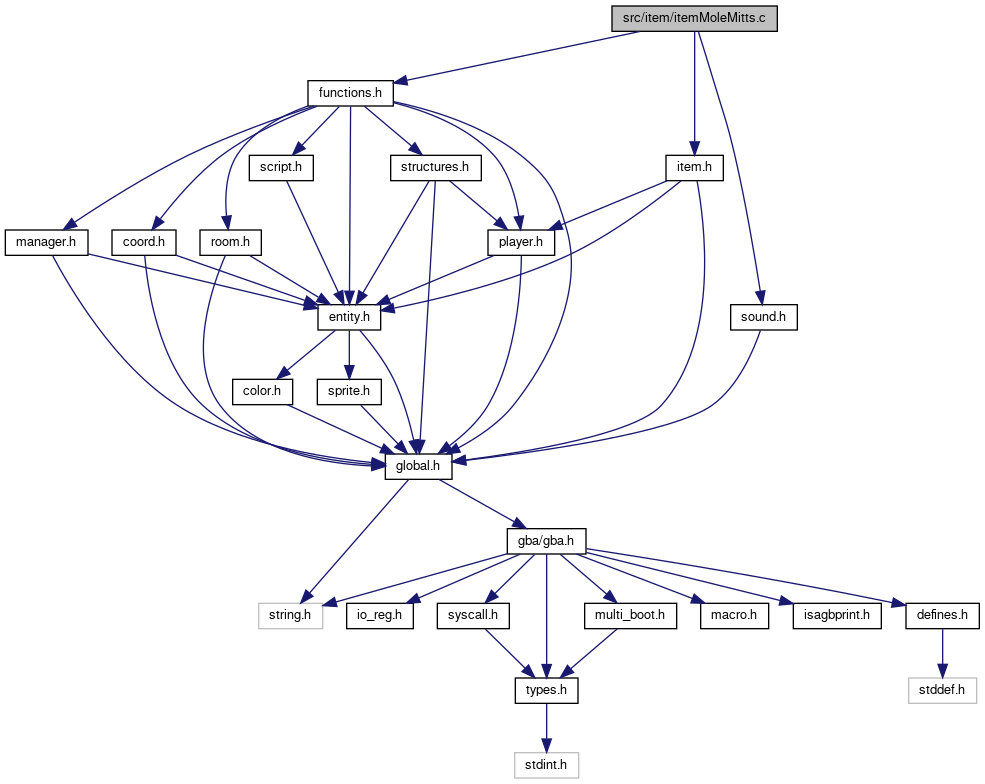 src/item/itemMoleMitts.c
functions.h
script.h
structures.h
item.h
manager.h
coord.h
room.h
player.h
entity.h
sound.h
color.h
sprite.h
global.h
gba/gba.h
string.h
io_reg.h
syscall.h
multi_boot.h
macro.h
isagbprint.h
defines.h
types.h
stddef.h
stdint.h